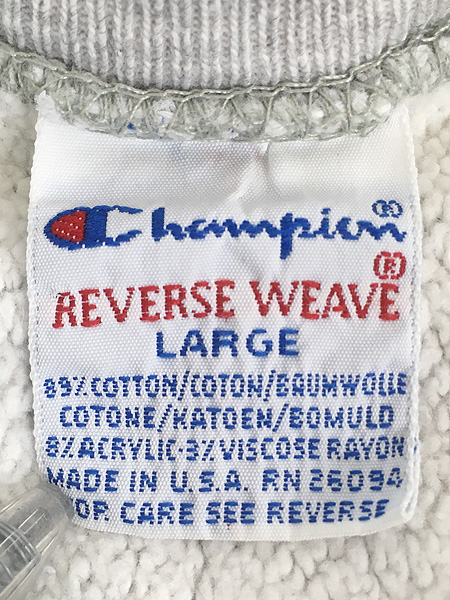 Champion®
REVERSE WEAVE®
LARGE
89%COTTON/COTON/BAUMWOLLE
COTONE/KATOEN/BOMULD
8%ACRYLIC-3%VISCOSE RAYON
MADE IN U.S.A. RN 26094
FOR CARE SEE REVERSE